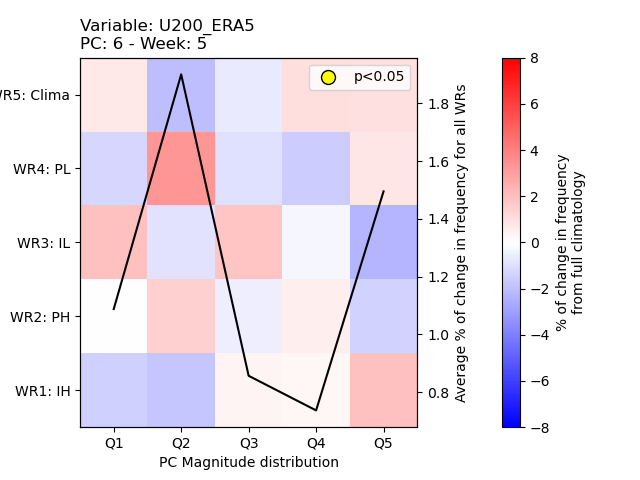 Variable: U200_ERA5
PC: 6 - Week: 5
p<0.05
WR5: Clima
WR4: PL
WR3: IL
WR2: PH
WR1: IH
Q1 Q2 Q3 Q4 Q5
PC Magnitude distribution
1.8
1.6
1.4
1.2
1.0
0.8
Average % of change in frequency for all WRs
8
6
4
2
0
−2
−4
−6
−8
% of change in frequency
from full climatology